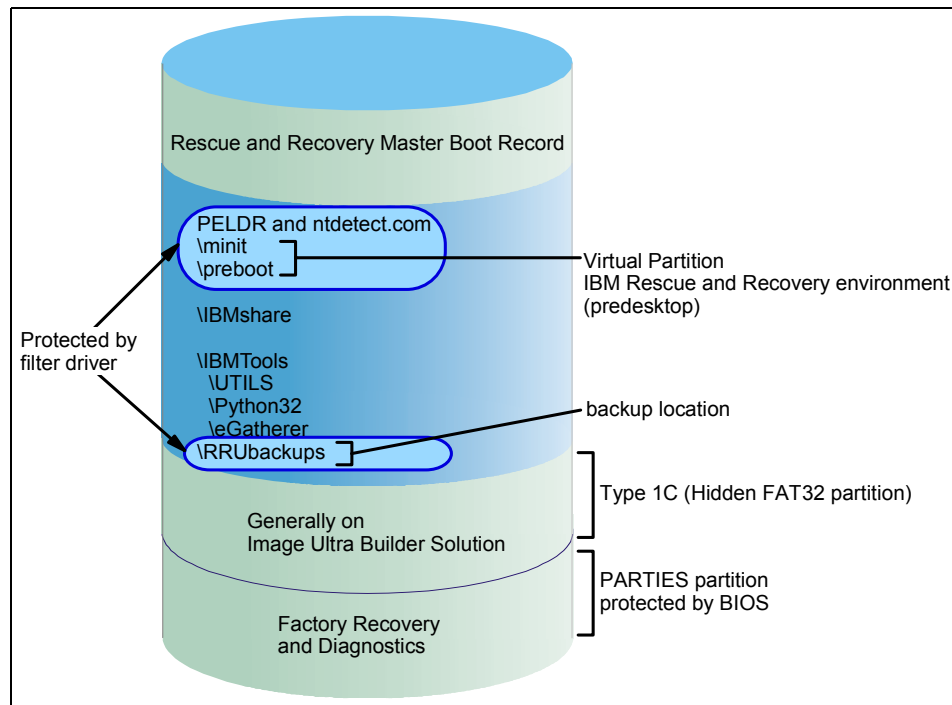 Rescue and Recovery Master Boot Record
PELDR and ntdetect.com
\minit
\preboot
Virtual Partition
IBM Rescue and Recovery environment
(predesktop)
\IBMshare
Protected by
filter driver
\IBMTools
\UTILS
\Python32
\eGatherer
\RRUbackups
backup location
Type 1C (Hidden FAT32 partition)
Generally on
Image Ultra Builder Solution
PARTIES partition
protected by BIOS
Factory Recovery
and Diagnostics